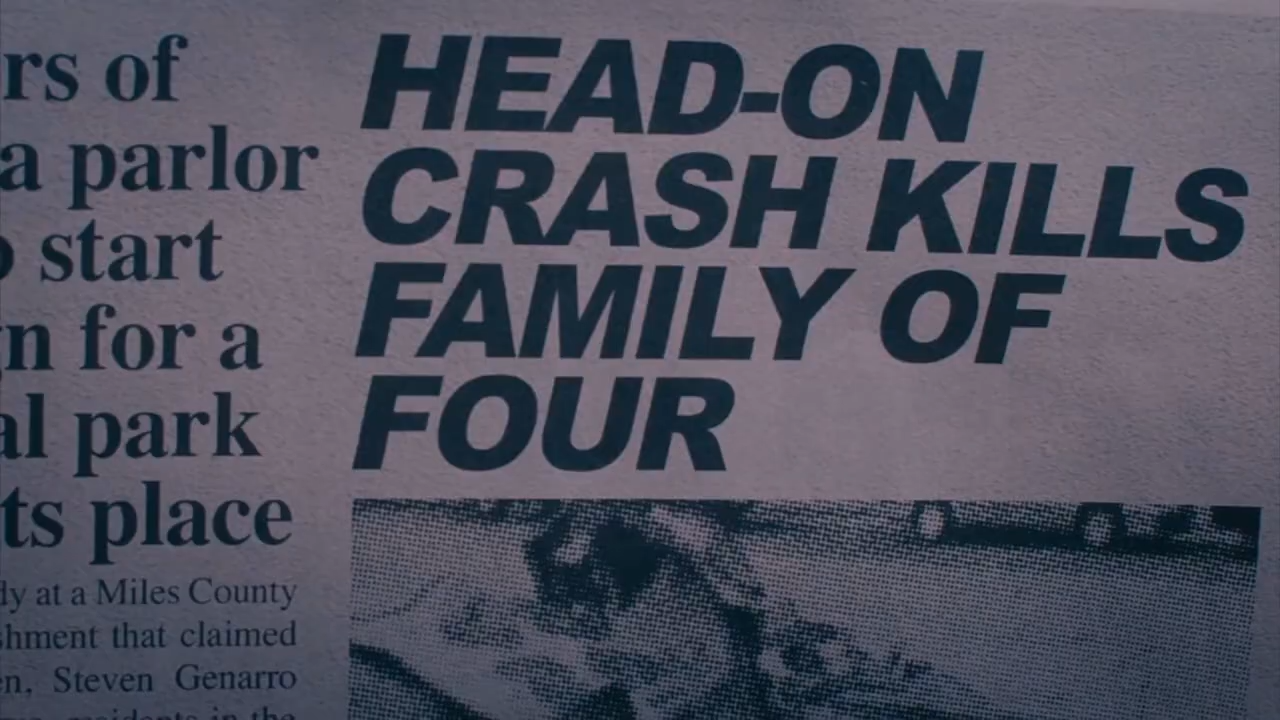 rs of
a parlor
start
n for a
al park
ts place
dy at a Miles County
shment that claimed
en, Steven Genarro
HEAD-ON
CRASH KILLS
FAMILY OF
FOUR